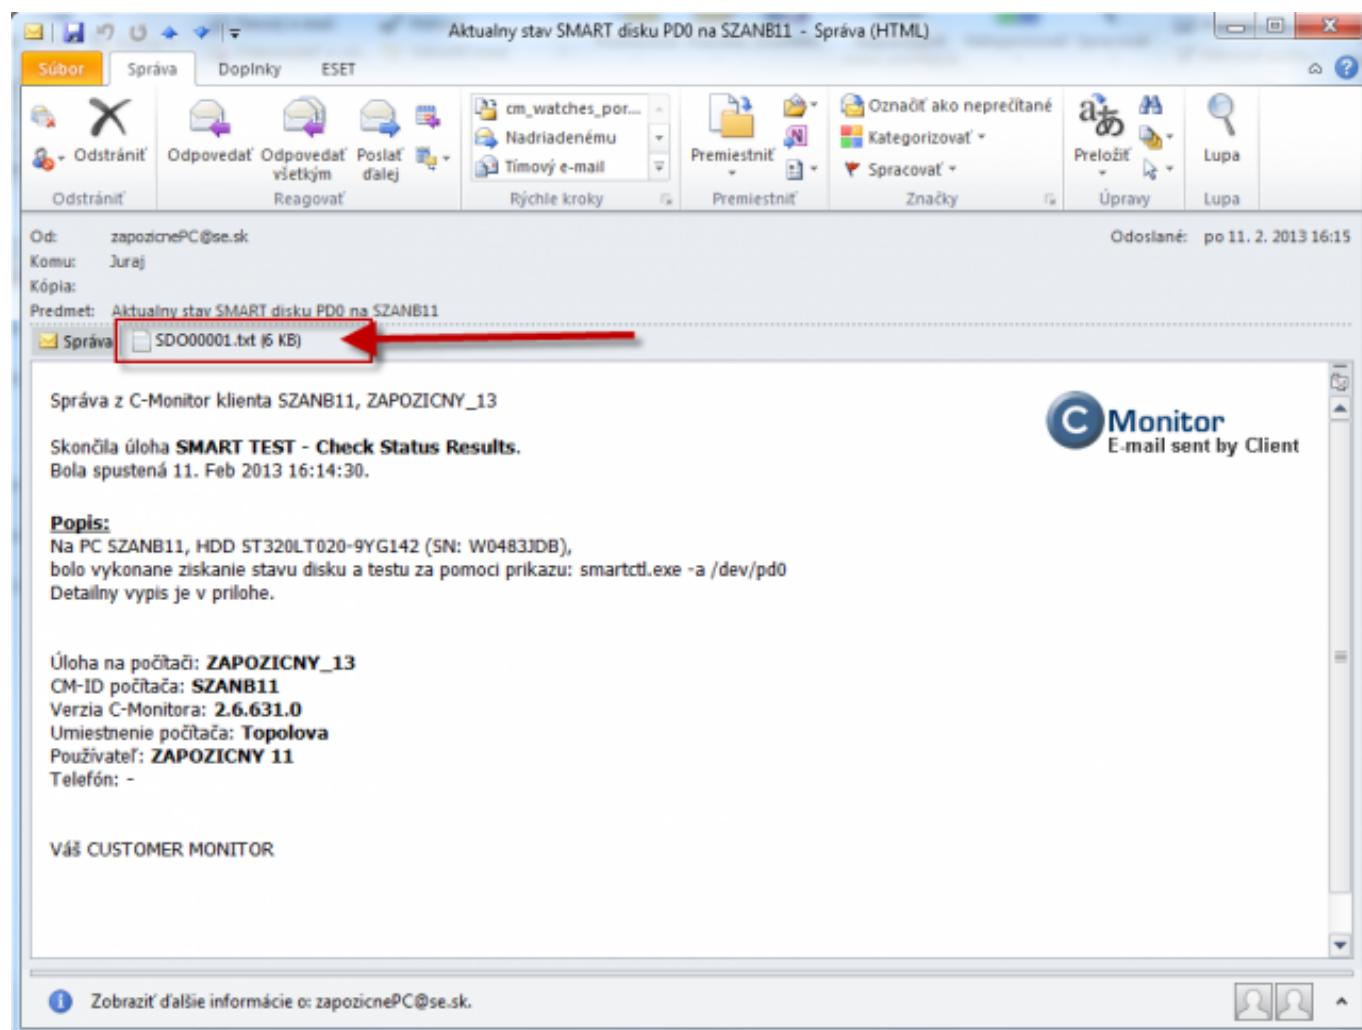 Aktualny stav SMART disku PD0 na SZANB11 - Správa (HTML)
Súbor Správa Doplnky ESET
Odstrániť
Odpovedať Odpovedať všetkým Poslať ďalej
cm_watches_por...
Nadriadenému
Tímový e-mail
Premiestniť
Označiť ako neprečítané
Kategorizovať
Spracovať
Preložiť
Lupa
Odstrániť Reagovať Rýchle kroky Premiestniť Značky Úpravy Lupa
Od: zapozicnePC@se.sk Odoslané: po 11. 2. 2013 16:15
Komu: Juraj
Kópia:
Predmet: Aktualny stav SMART disku PD0 na SZANB11
Správa SDO00001.txt (6 KB)
Správa z C-Monitor klienta SZANB11, ZAPOZICNY_13
C Monitor
E-mail sent by Client
Skončila úloha SMART TEST - Check Status Results.
Bola spustená 11. Feb 2013 16:14:30.
Popis:
Na PC SZANB11, HDD ST320LT020-9YG142 (SN: W0483JDB),
bolo vykonane ziskanie stavu disku a testu za pomoci prikazu: smartctl.exe -a /dev/pd0
Detailny vypis je v prilohe.
Úloha na počítači: ZAPOZICNY_13
CM-ID počítača: SZANB11
Verzia C-Monitora: 2.6.631.0
Umiestnenie počítača: Topolova
Používateľ: ZAPOZICNY 11
Telefón: -
Váš CUSTOMER MONITOR
Zobraziť ďalšie informácie o: zapozicnePC@se.sk.